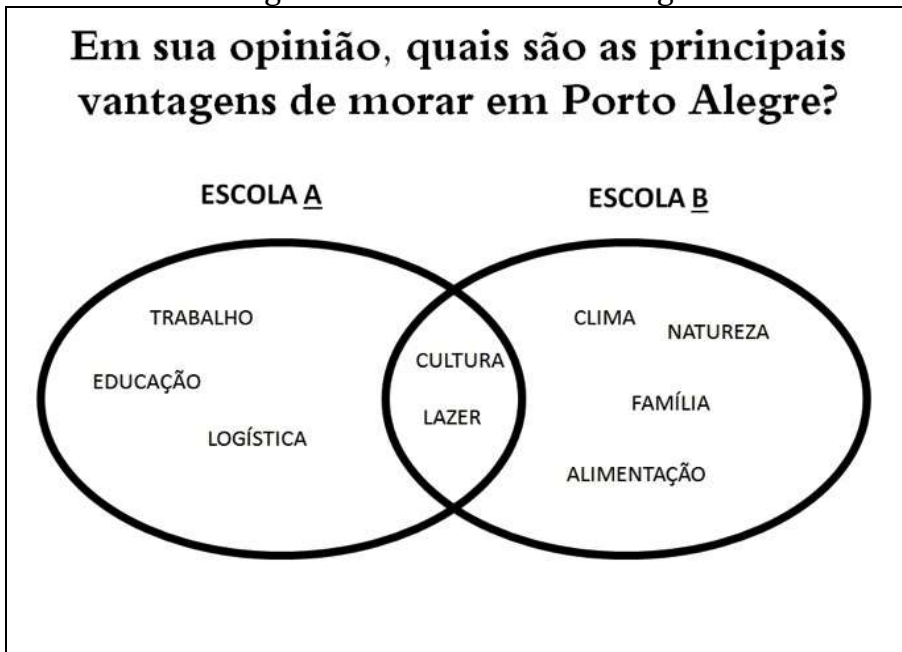 Em sua opinião, quais são as principais
vantagens de morar em Porto Alegre?
ESCOLA A
ESCOLA B
TRABALHO
EDUCAÇÃO
LOGÍSTICA
CULTURA
LAZER
CLIMA
NATUREZA
FAMÍLIA
ALIMENTAÇÃO